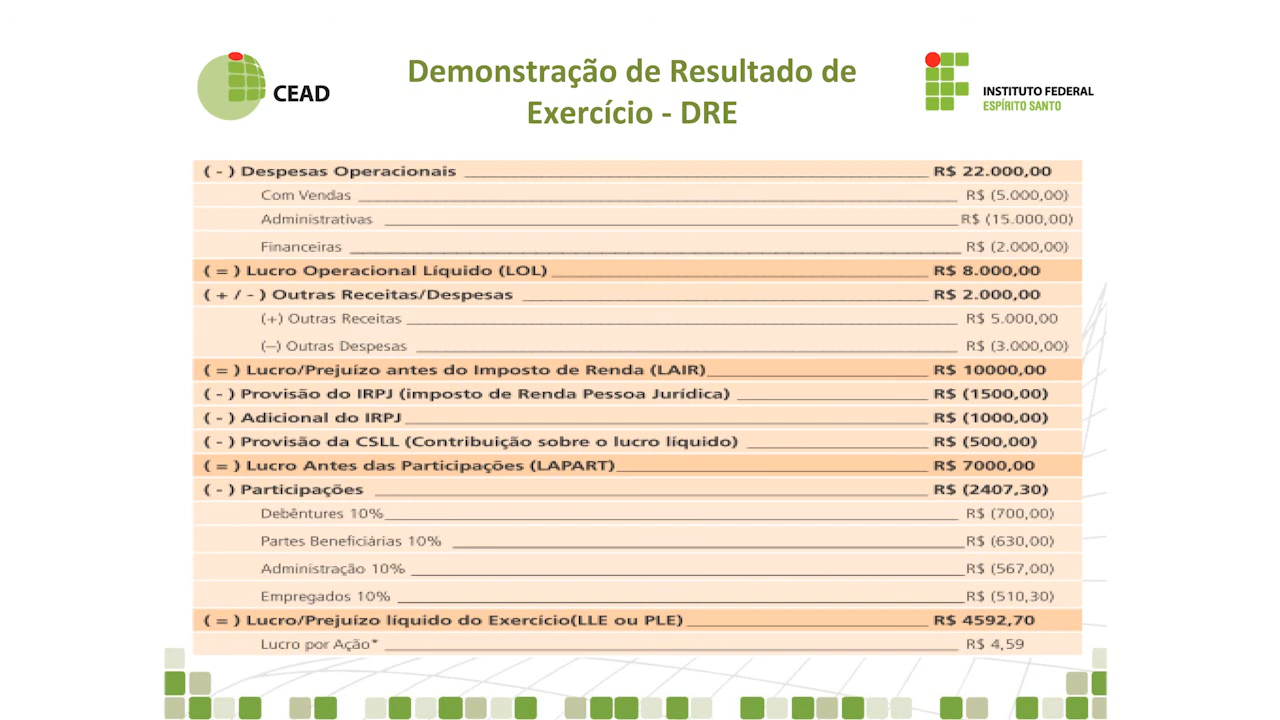 CEAD
Demonstração de Resultado de
Exercício - DRE
INSTITUTO FEDERAL
ESPÍRITO SANTO
( - ) Despesas Operacionais R$ 22.000,00
Com Vendas R$ (5.000,00)
Administrativas R$ (15.000,00)
Financeiras R$ (2.000,00)
( = ) Lucro Operacional Líquido (LOL) R$ 8.000,00
( + / - ) Outras Receitas/Despesas R$ 2.000,00
(+) Outras Receitas R$ 5.000,00
(—) Outras Despesas R$ (3.000,00)
( = ) Lucro/Prejuízo antes do Imposto de Renda (LAIR) R$ 10000,00
( - ) Provisão do IRPJ (imposto de Renda Pessoa Jurídica) R$ (1500,00)
( - ) Adicional do IRPJ R$ (1000,00)
( - ) Provisão da CSLL (Contribuição sobre o lucro líquido) R$ (500,00)
( = ) Lucro Antes das Participações (LAPART) R$ 7000,00
( - ) Participações R$ (2407,30)
Debêntures 10% R$ (700,00)
Partes Beneficiárias 10% R$ (630,00)
Administração 10% R$ (567,00)
Empregados 10% R$ (510,30)
( = ) Lucro/Prejuízo líquido do Exercício(LLE ou PLE) R$ 4592,70
Lucro por Ação* R$ 4,59